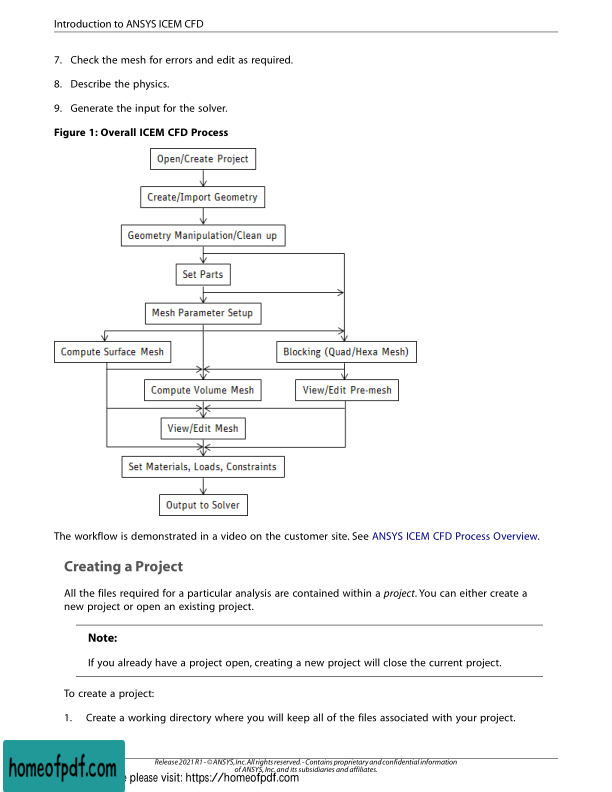 Introduction to ANSYS ICEM CFD
7. Check the mesh for errors and edit as required.
8. Describe the physics.
9. Generate the input for the solver.
Figure 1: Overall ICEM CFD Process
Open/Create Project
Create/Import Geometry
Geometry Manipulation/Clean up
Set Parts
Mesh Parameter Setup
Compute Surface Mesh
Blocking (Quad/Hexa Mesh)
Compute Volume Mesh
View/Edit Pre-mesh
View/Edit Mesh
Set Materials, Loads, Constraints
Output to Solver
The workflow is demonstrated in a video on the customer site. See ANSYS ICEM CFD Process Overview.
Creating a Project
All the files required for a particular analysis are contained within a project. You can either create a
new project or open an existing project.
Note:
If you already have a project open, creating a new project will close the current project.
To create a project:
1. Create a working directory where you will keep all of the files associated with your project.
Release 2021 R1 - © ANSYS, Inc. All rights reserved. - Contains proprietary and confidential information
of ANSYS, Inc. and its subsidiaries and affiliates.
homeofpdf.com
please visit: https://homeofpdf.com